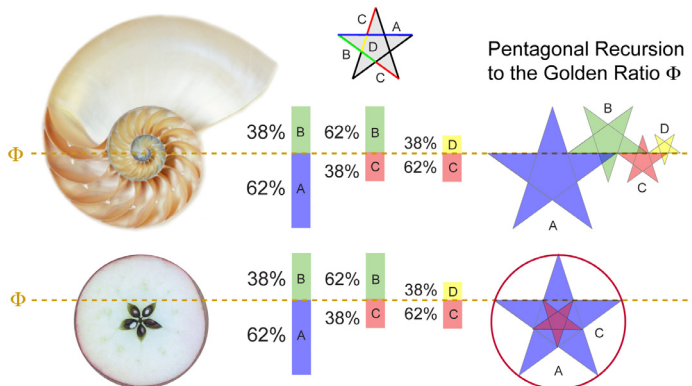 C
A
D
B
C
Pentagonal Recursion
to the Golden Ratio Φ
38% B 62% B
38% D
Φ
62% A 38% C 62% C
B
D
C
A
38% B 62% B
38% D
Φ
62% A 38% C 62% C
C
A